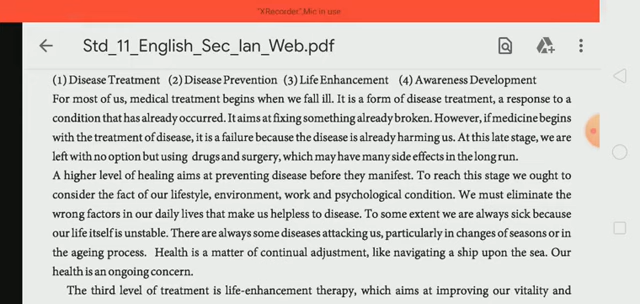 "XRecorder".Mic in use
Std_11_English_Sec_lan_Web.pdf
(1) Disease Treatment (2) Disease Prevention (3) Life Enhancement (4) Awareness Development
For most of us, medical treatment begins when we fall ill. It is a form of disease treatment, a response to a
condition that has already occurred. It aims at fixing something already broken. However, if medicine begins
with the treatment of disease, it is a failure because the disease is already harming us. At this late stage, we are
left with no option but using drugs and surgery, which may have many side effects in the long run.
A higher level of healing aims at preventing disease before they manifest. To reach this stage we ought to
consider the fact of our lifestyle, environment, work and psychological condition. We must eliminate the
wrong factors in our daily lives that make us helpless to disease. To some extent we are always sick because
our life itself is unstable. There are always some diseases attacking us, particularly in changes of seasons or in
the ageing process. Health is a matter of continual adjustment, like navigating a ship upon the sea. Our
health is an ongoing concern.
The third level of treatment is life-enhancement therapy, which aims at improving our vitality and